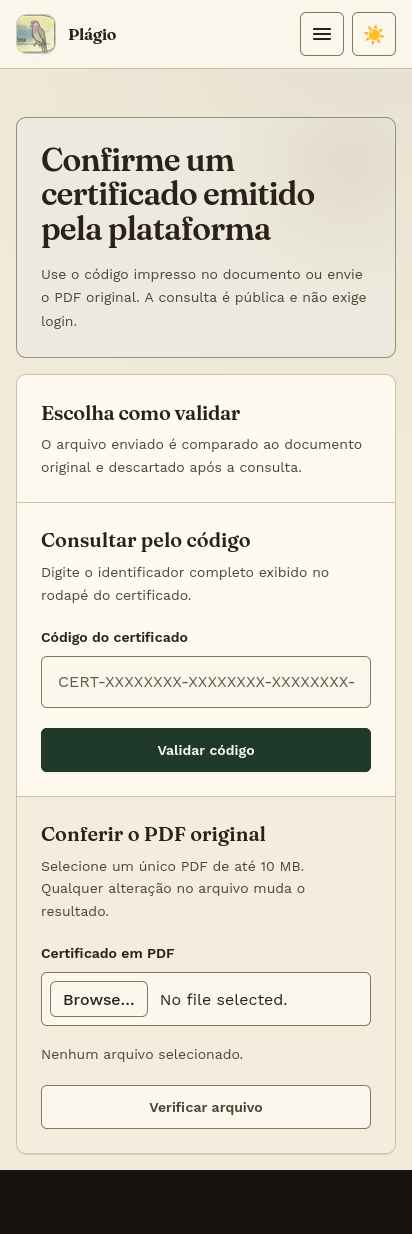 Plágio
Confirme um
certificado emitido
pela plataforma
Use o código impresso no documento ou envie
o PDF original. A consulta é pública e não exige
login.
Escolha como validar
O arquivo enviado é comparado ao documento
original e descartado após a consulta.
Consultar pelo código
Digite o identificador completo exibido no
rodapé do certificado.
Código do certificado
CERT-XXXXXXXX-XXXXXXXX-XXXXXXXX-
Validar código
Conferir o PDF original
Selecione um único PDF de até 10 MB.
Qualquer alteração no arquivo muda o
resultado.
Certificado em PDF
Browse... No file selected.
Nenhum arquivo selecionado.
Verificar arquivo